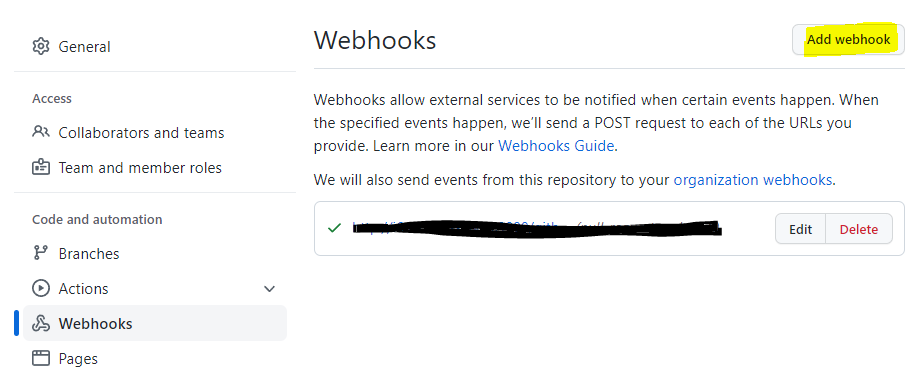 General
Access
Collaborators and teams
Team and member roles
Code and automation
Branches
Actions
Webhooks
Pages
Webhooks
Add webhook
Webhooks allow external services to be notified when certain events happen. When
the specified events happen, we'll send a POST request to each of the URLs you
provide. Learn more in our Webhooks Guide.
We will also send events from this repository to your organization webhooks.
Edit
Delete